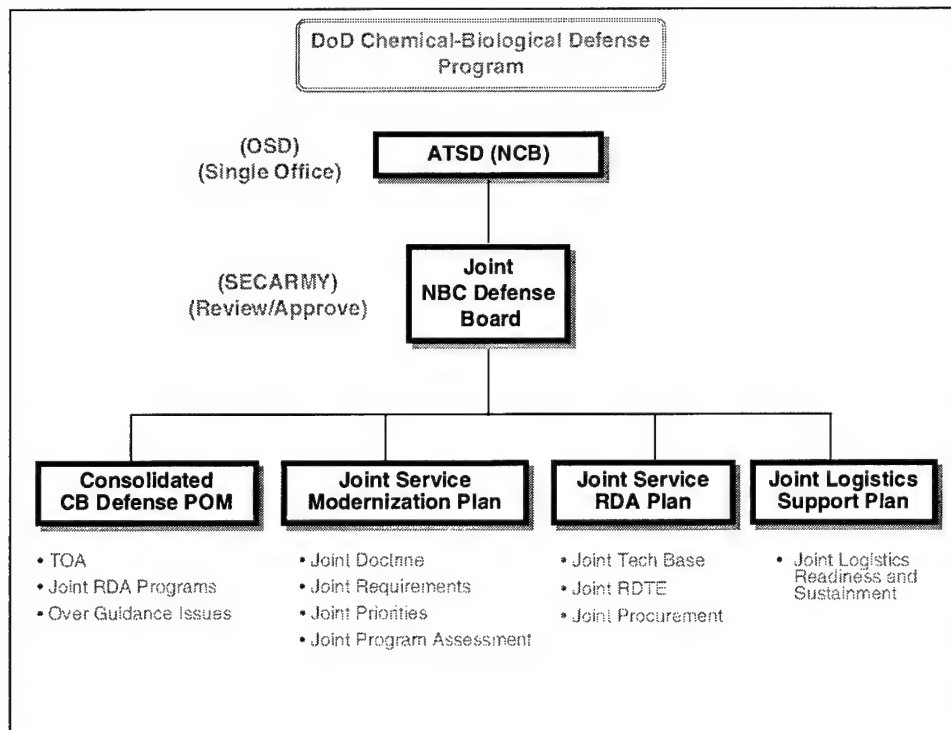 DoD Chemical-Biological Defense
Program
(OSD)
(Single Office)
ATSD (NCB)
(SECARMY)
(Review/Approve)
Joint
NBC Defense
Board
Consolidated
CB Defense POM
• TOA
• Joint RDA Programs
• Over Guidance Issues
Joint Service
Modernization Plan
• Joint Doctrine
• Joint Requirements
• Joint Priorities
• Joint Program Assessment
Joint Service
RDA Plan
• Joint Tech Base
• Joint RDTE
• Joint Procurement
Joint Logistics
Support Plan
• Joint Logistics
Readiness and
Sustainment